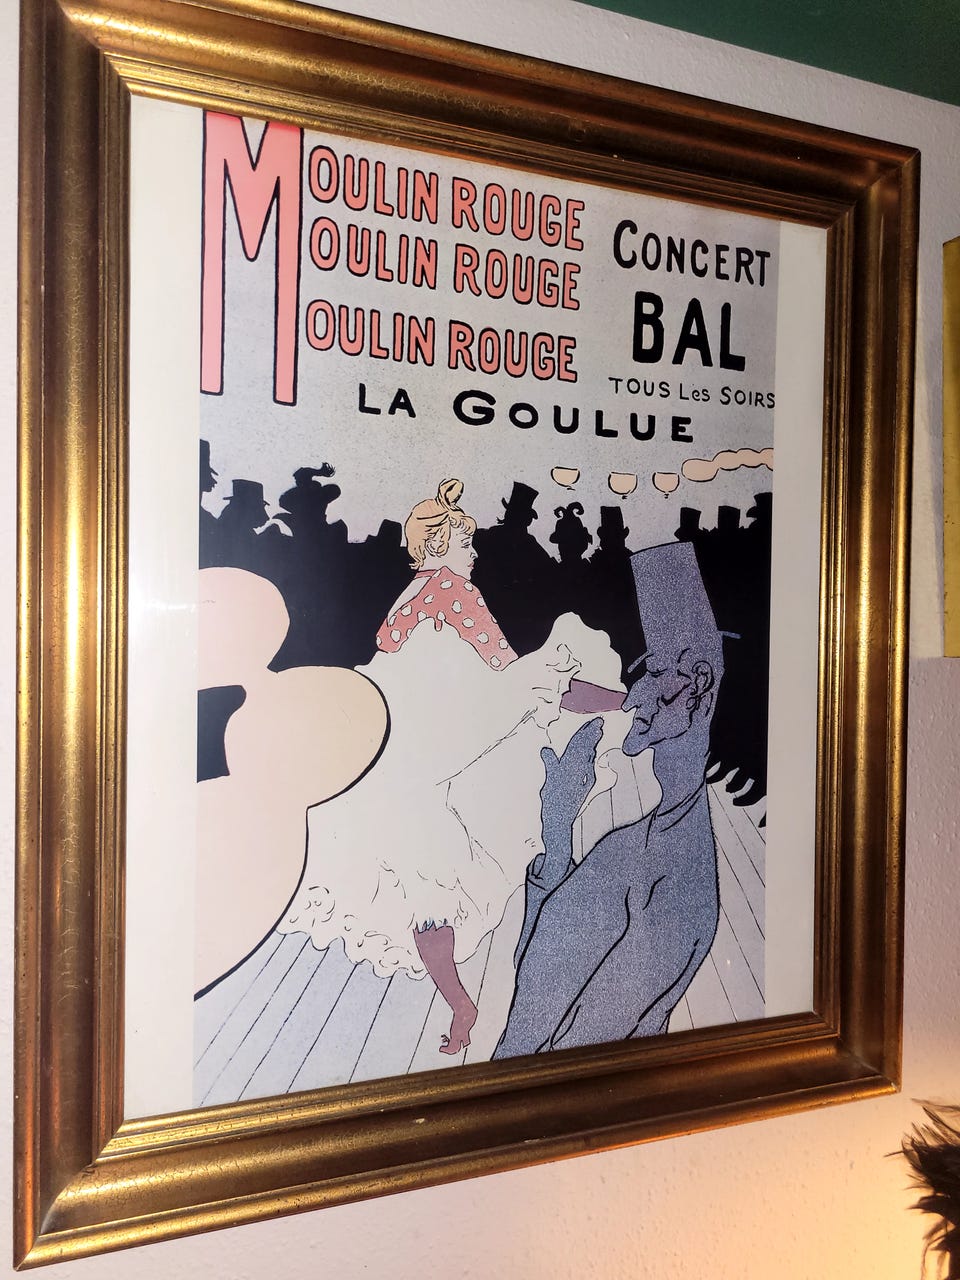 MOULIN ROUGE
MOULIN ROUGE
MOULIN ROUGE
CONCERT
BAL
TOUS LeS SOIRS
LA GOULUE